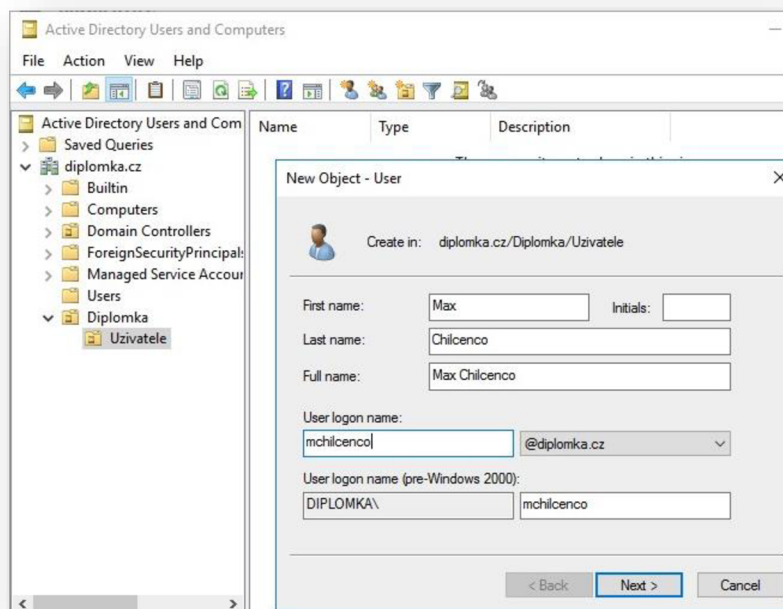 Active Directory Users and Computers
File Action View Help
Active Directory Users and Com
Saved Queries
diplomka.cz
Builtin
Computers
Domain Controllers
ForeignSecurityPrincipals
Managed Service Accour
Users
Diplomka
Uzivatele
Name Type Description
New Object - User
Create in: diplomka.cz/Diplomka/Uzivatele
First name: Max Initials:
Last name: Chilcenco
Full name: Max Chilcenco
User logon name:
mchilcenco @diplomka.cz
User logon name (pre-Windows 2000):
DIPLOMKA\ mchilcenco
< Back Next > Cancel